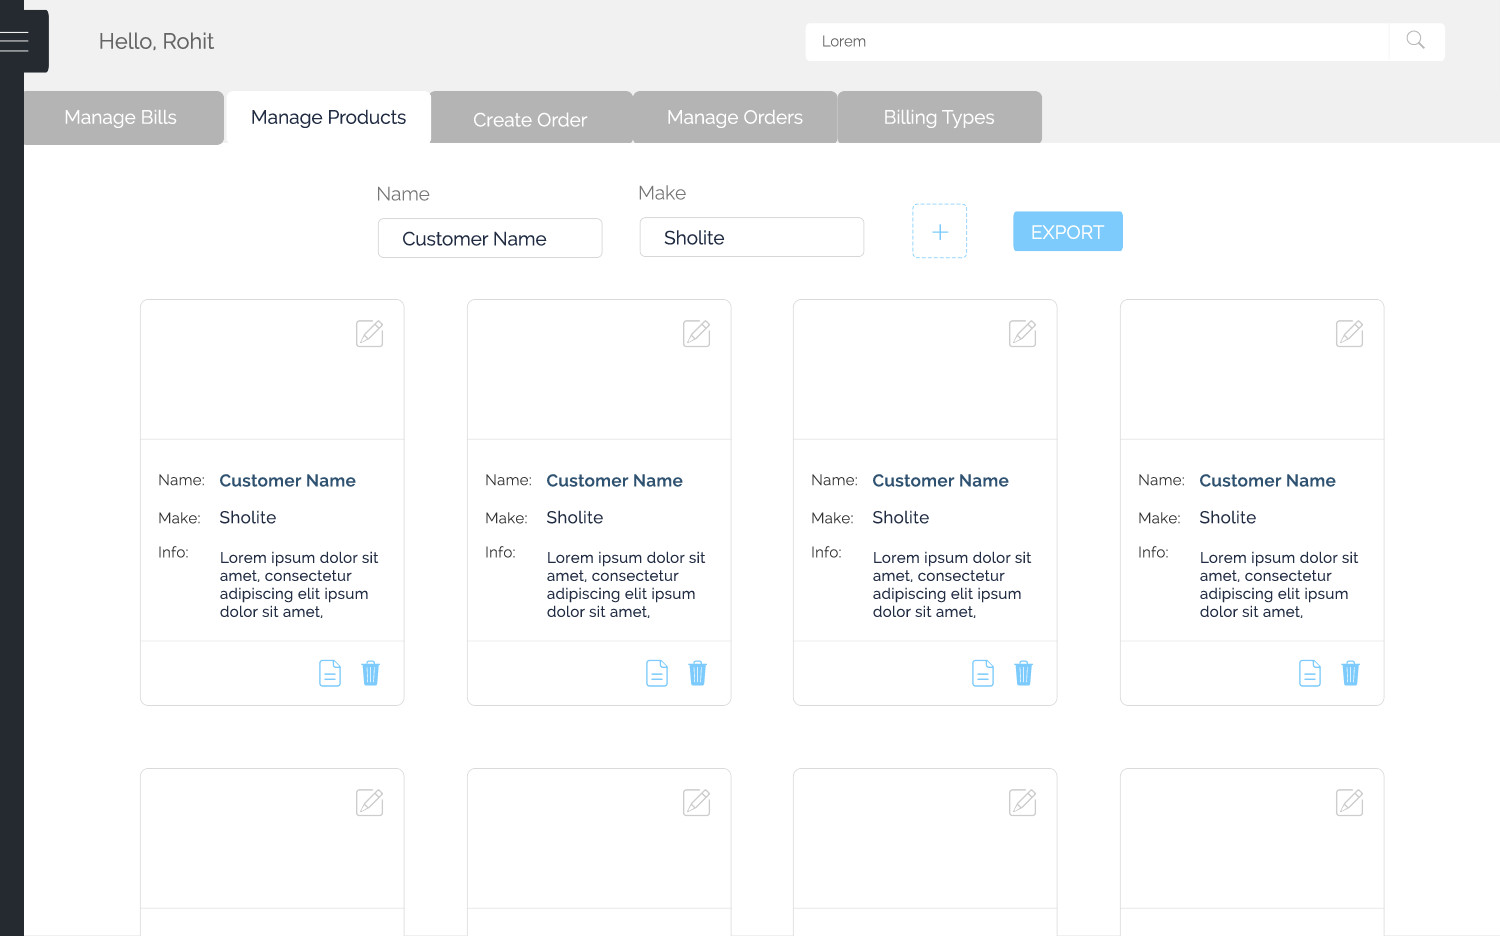 Hello, Rohit
Lorem
Manage Bills
Manage Products
Create Order
Manage Orders
Billing Types
Name
Make
Customer Name
Sholite
+
EXPORT
Name: Customer Name
Make: Sholite
Info: Lorem ipsum dolor sit
amet, consectetur
adipiscing elit ipsum
dolor sit amet,
Name: Customer Name
Make: Sholite
Info: Lorem ipsum dolor sit
amet, consectetur
adipiscing elit ipsum
dolor sit amet,
Name: Customer Name
Make: Sholite
Info: Lorem ipsum dolor sit
amet, consectetur
adipiscing elit ipsum
dolor sit amet,
Name: Customer Name
Make: Sholite
Info: Lorem ipsum dolor sit
amet, consectetur
adipiscing elit ipsum
dolor sit amet,